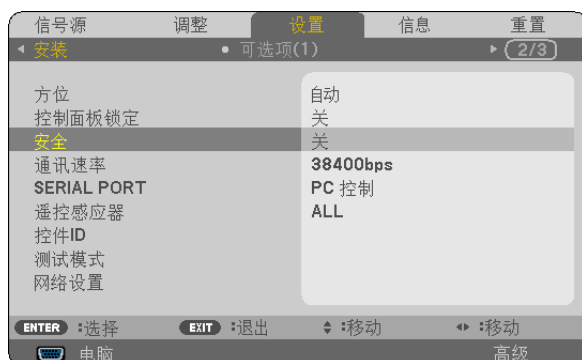 信号源 调整 设置 信息 重置
安装 • 可选项(1) 2/3
方位 自动
控制面板锁定 关
安全 关
通讯速率 38400bps
SERIAL PORT PC 控制
遥控感应器 ALL
控件ID
测试模式
网络设置
ENTER :选择 EXIT :退出 :移动 :移动
电脑 高级